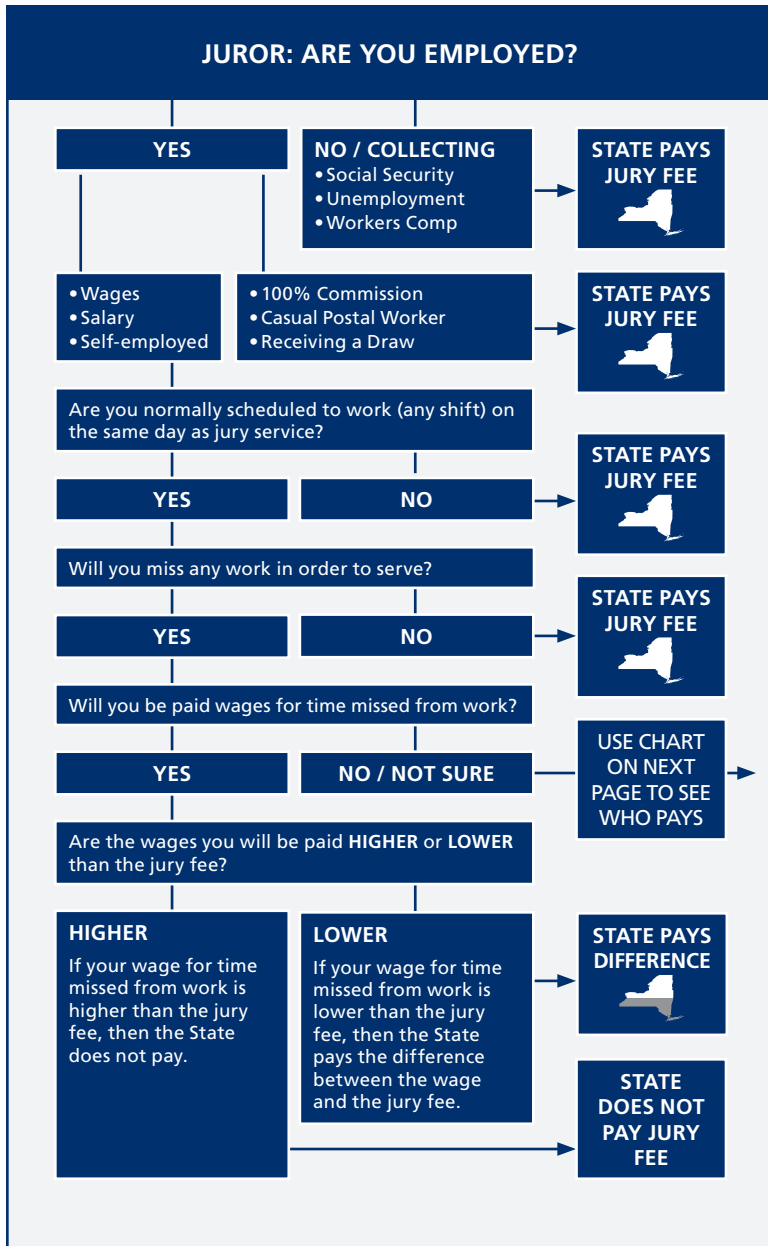 JUROR: ARE YOU EMPLOYED?
YES
NO / COLLECTING
• Social Security
• Unemployment
• Workers Comp
STATE PAYS
JURY FEE
• Wages
• Salary
• Self-employed
• 100% Commission
• Casual Postal Worker
• Receiving a Draw
STATE PAYS
JURY FEE
Are you normally scheduled to work (any shift) on
the same day as jury service?
YES
NO
STATE PAYS
JURY FEE
Will you miss any work in order to serve?
YES
NO
STATE PAYS
JURY FEE
Will you be paid wages for time missed from work?
YES
NO / NOT SURE
USE CHART
ON NEXT
PAGE TO SEE
WHO PAYS
Are the wages you will be paid HIGHER or LOWER
than the jury fee?
HIGHER
If your wage for time
missed from work is
higher than the jury
fee, then the State
does not pay.
LOWER
If your wage for time
missed from work is
lower than the jury
fee, then the State
pays the difference
between the wage
and the jury fee.
STATE PAYS
DIFFERENCE
STATE
DOES NOT
PAY JURY
FEE